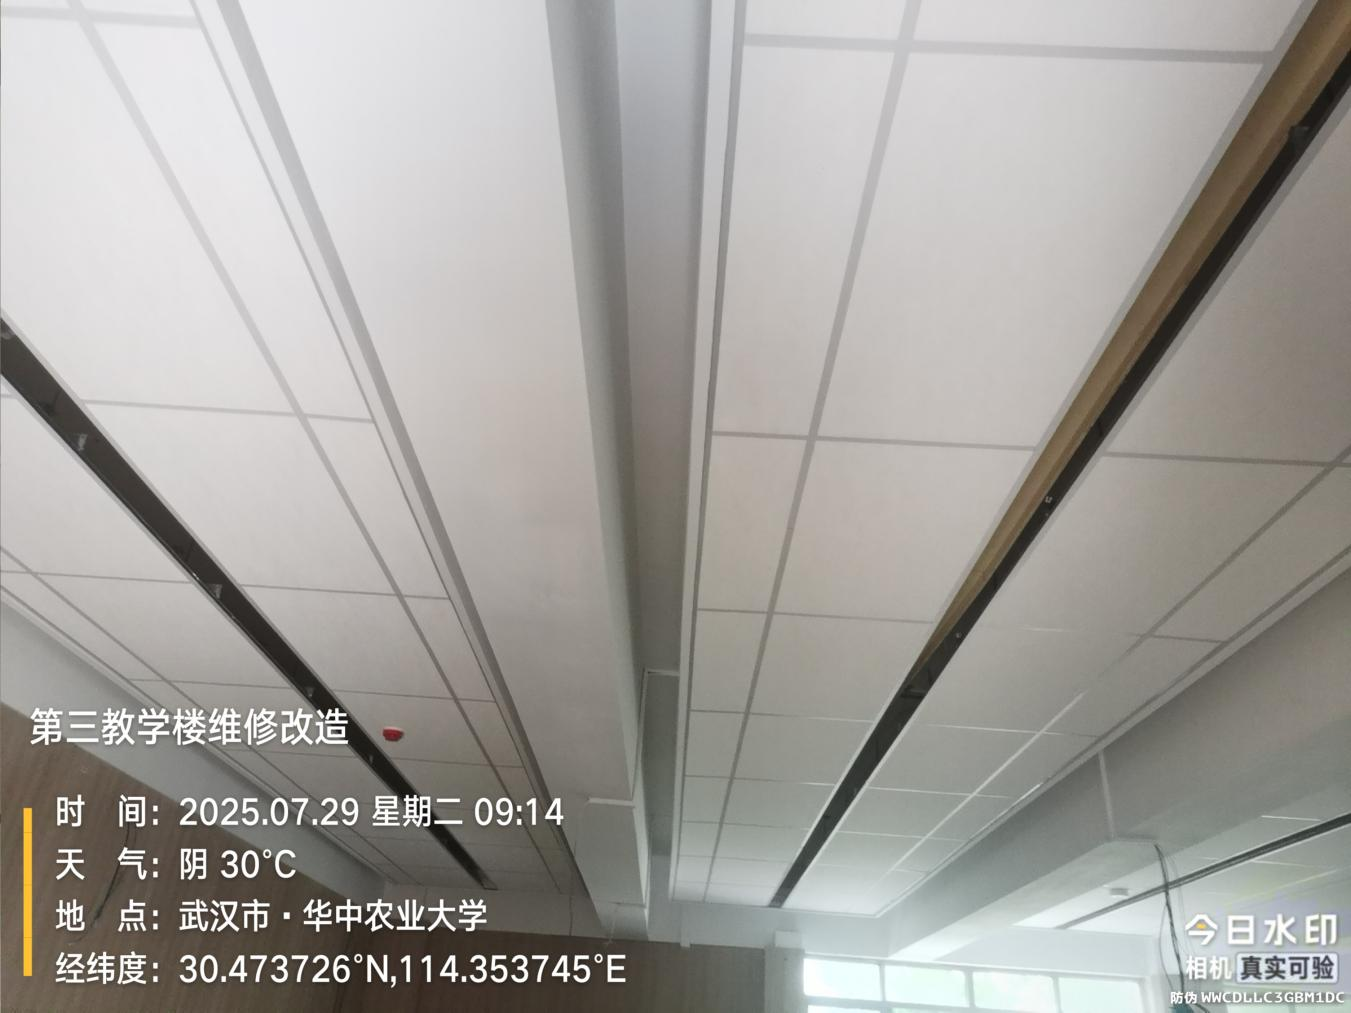 第三教学楼维修改造
时 间：2025.07.29 星期二 09:14
天 气：阴 30°C
地 点：武汉市·华中农业大学
经纬度：30.473726°N,114.353745°E
今日水印
相机 真实可验
防伪 WWCDLLC3GBM1DC